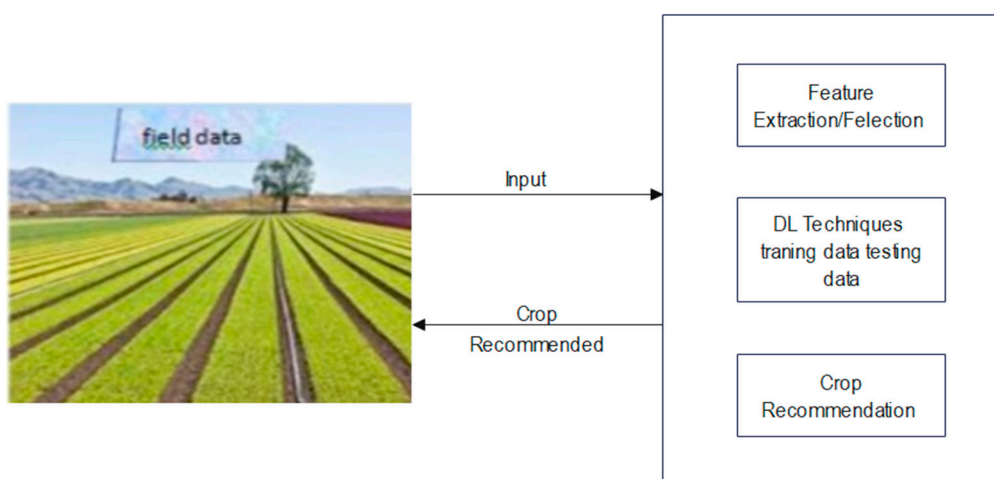 field data
Input
Crop
Recommended
Feature
Extraction/Felection
DL Techniques
traning data testing
data
Crop
Recommendation